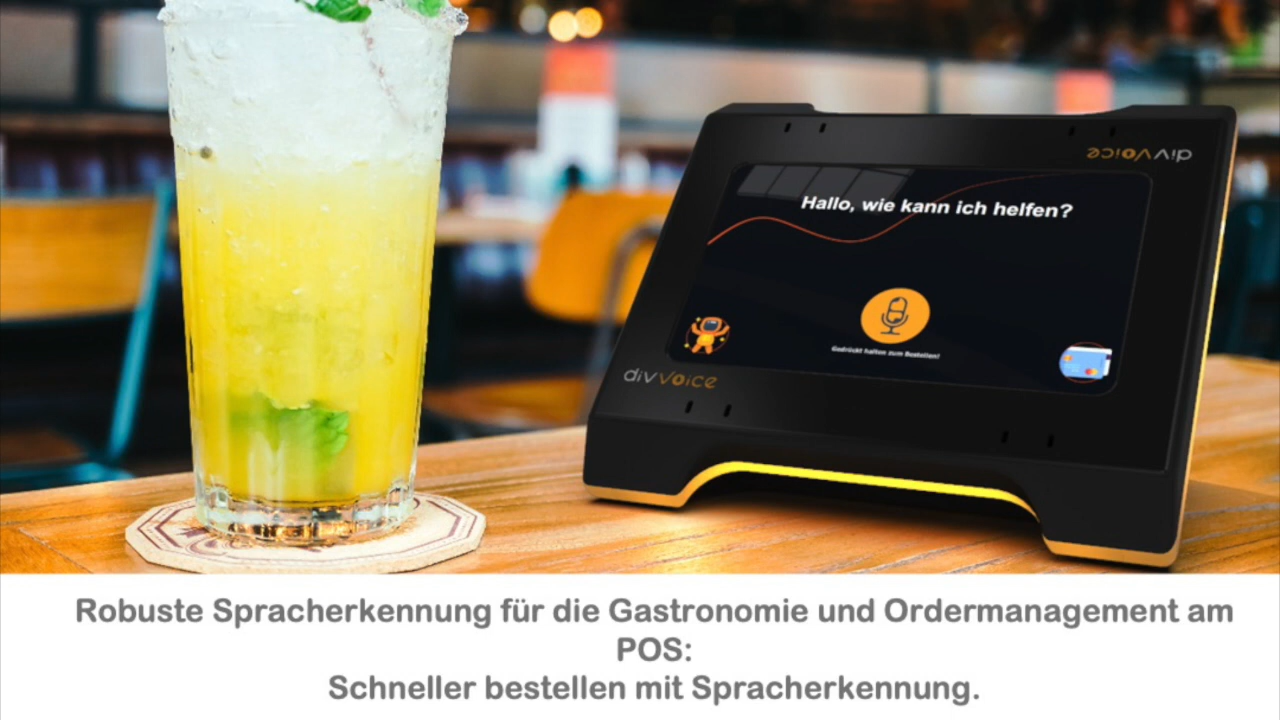 divVoice
Hallo, wie kann ich helfen?
Gedrückt halten zum Bestellen!
divVoice
Robuste Spracherkennung für die Gastronomie und Ordermanagement am
POS:
Schneller bestellen mit Spracherkennung.